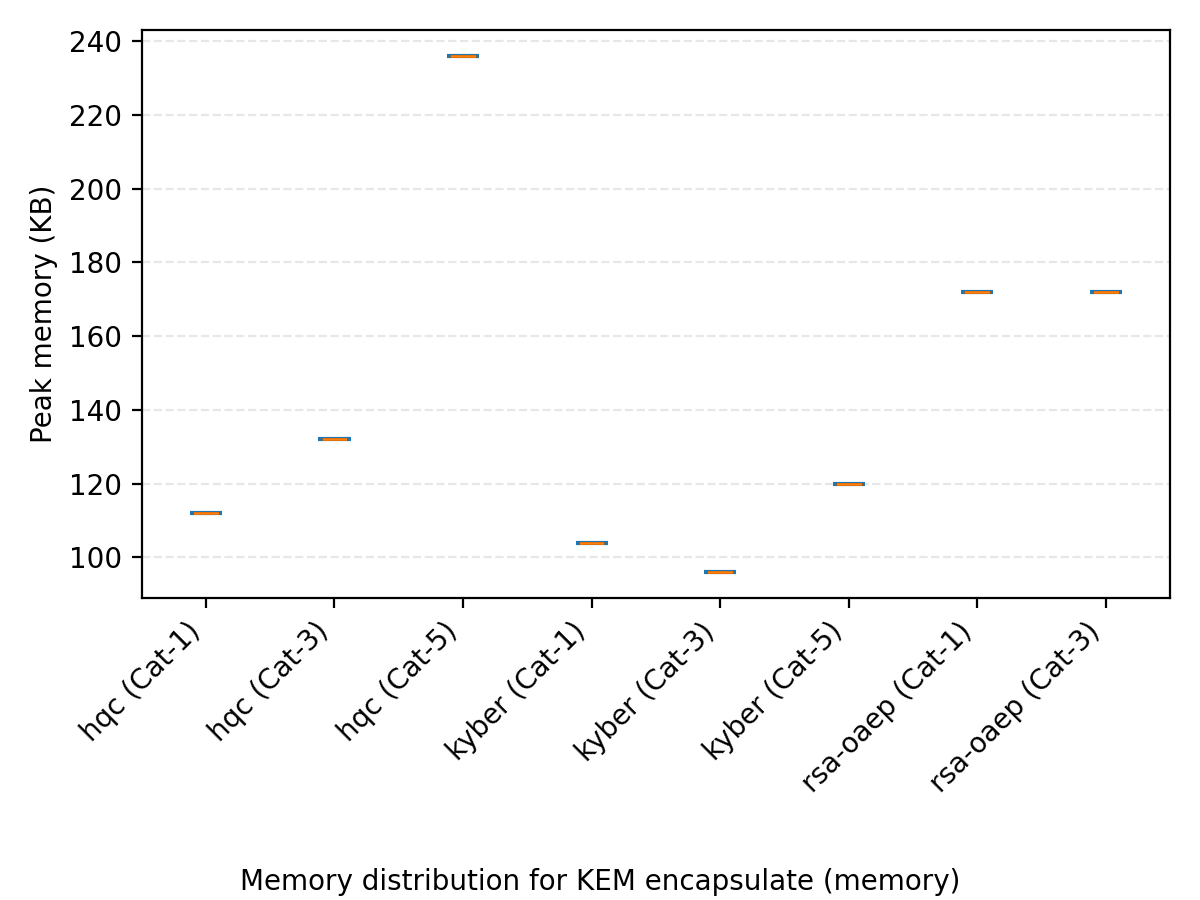 240
220
200
180
160
140
120
100
Peak memory (KB)
hqc (Cat-1)
hqc (Cat-3)
hqc (Cat-5)
kyber (Cat-1)
kyber (Cat-3)
kyber (Cat-5)
rsa-oaep (Cat-1)
rsa-oaep (Cat-3)
Memory distribution for KEM encapsulate (memory)